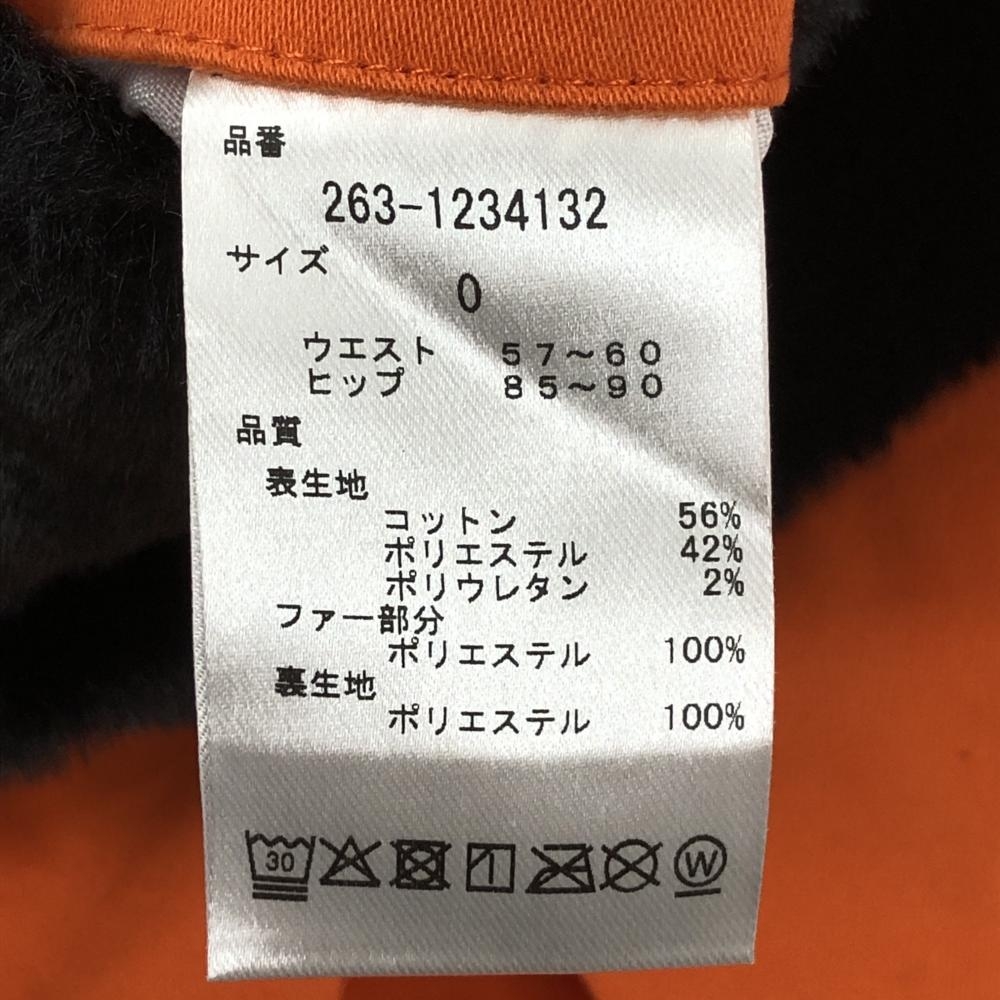 品番
263-1234132
サイズ
0
ウエスト 57~60
ヒップ 85~90
品質
表生地
コットン 56%
ポリエステル 42%
ポリウレタン 2%
ファー部分
ポリエステル 100%
裏生地
ポリエステル 100%
30 W